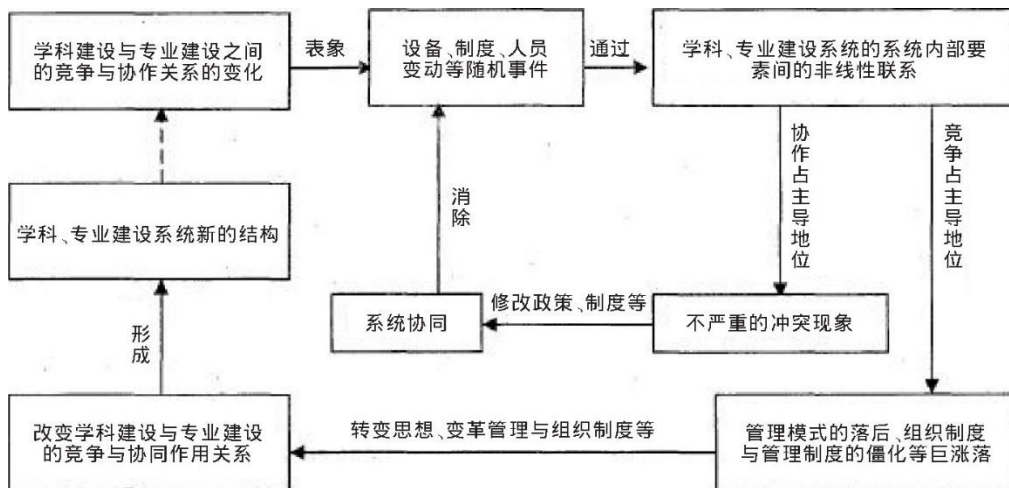 学科建设与专业建设之间
的竞争与协作关系的变化
表象
设备、制度、人员
变动等随机事件
通过
学科、专业建设系统的系统内部要
素间的非线性联系
协作占主导地位
竞争占主导地位
消除
学科、专业建设系统新的结构
系统协同
修改政策、制度等
不严重的冲突现象
形成
改变学科建设与专业建设
的竞争与协同作用关系
转变思想、变革管理与组织制度等
管理模式的落后、组织制度
与管理制度的僵化等巨涨落